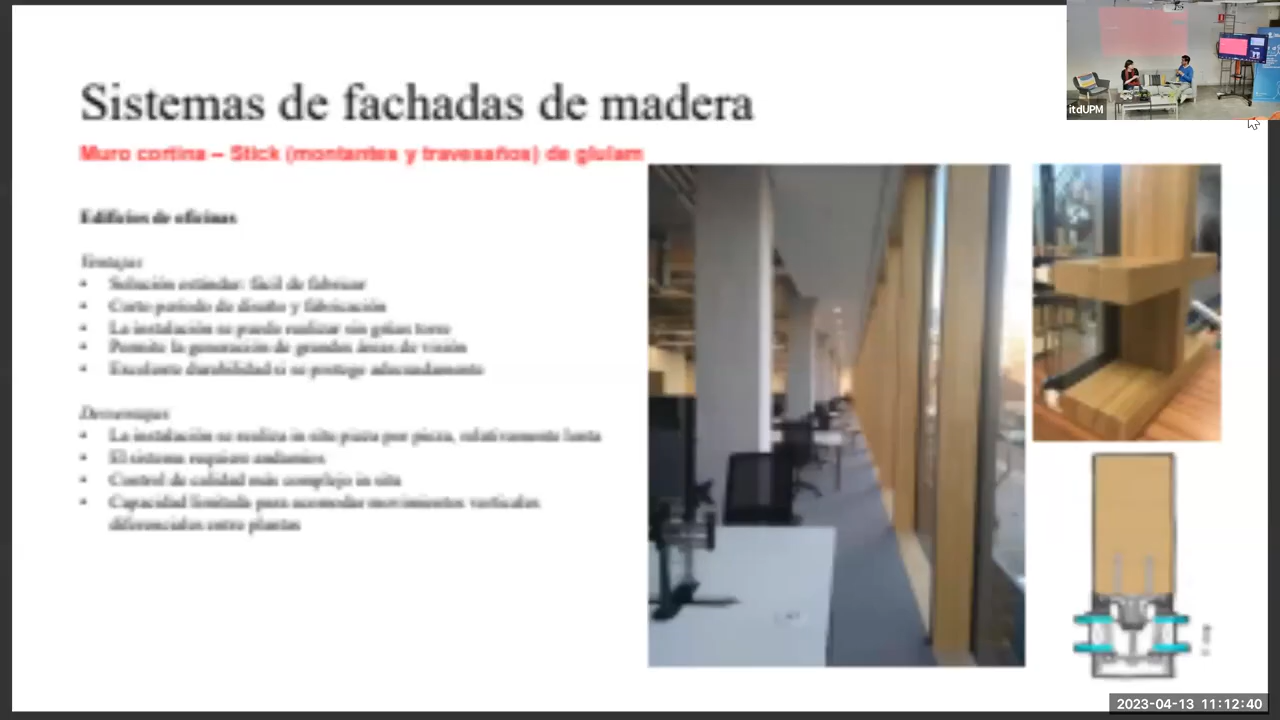 Sistemas de fachadas de madera
Muro cortina – Stick (montantes y travesaños) de glulam
Edificios de oficinas
Ventajas
• Solución estándar: fácil de fabricar
• Corto periodo de diseño y fabricación
• La instalación se puede realizar sin grúas torre
• Permite la generación de grandes áreas de visión
• Excelente durabilidad si se protege adecuadamente
Desventajas
• La instalación se realiza in situ pieza por pieza, relativamente lenta
• El sistema requiere andamios
• Control de calidad más complejo in situ
• Capacidad limitada para acomodar movimientos verticales
diferenciales entre plantas
itdUPM
2023-04-13 11:12:40